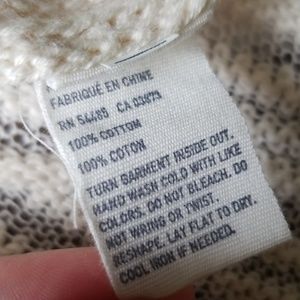 FABRIQUÉ EN CHINE
RN 54485 CA 03673
100% COTTON
100% COTON
TURN GARMENT INSIDE OUT.
HAND WASH COLD WITH LIKE
COLORS. DO NOT BLEACH. DO
NOT WRING OR TWIST.
RESHAPE, LAY FLAT TO DRY.
COOL IRON IF NEEDED.